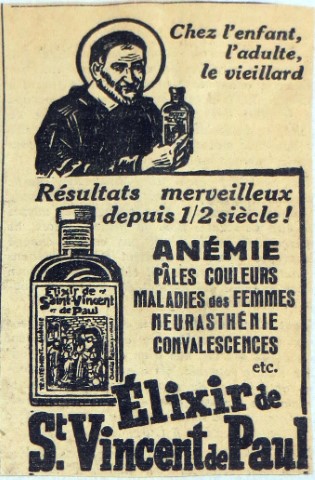 Chez l'enfant,
l'adulte,
le vieillard
Résultats merveilleux
depuis 1/2 siècle !
ANÉMIE
PÂLES COULEURS
MALADIES des FEMMES
NEURASTHÉNIE
CONVALESCENCES
etc.
Elixir de
Saint-Vincent
de Paul
Élixir de
St Vincent de Paul